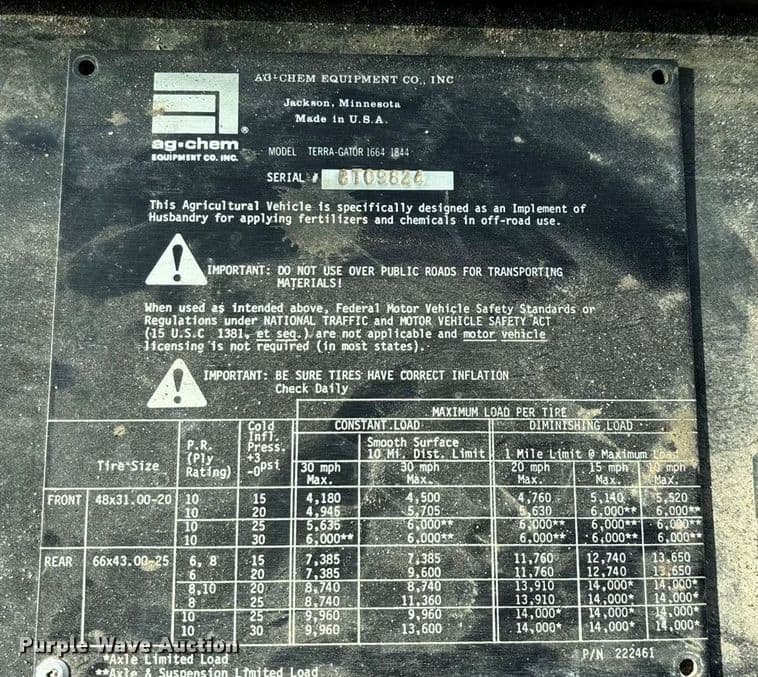 AG-CHEM EQUIPMENT CO., INC
Jackson, Minnesota
Made in U.S.A.
ag•chem ®
EQUIPMENT CO. INC.
MODEL TERRA-GATOR 1664 1844
SERIAL #
This Agricultural Vehicle is specifically designed as an Implement of
Husbandry for applying fertilizers and chemicals in off-road use.
! IMPORTANT: DO NOT USE OVER PUBLIC ROADS FOR TRANSPORTING
MATERIALS!
When used as intended above, Federal Motor Vehicle Safety Standards or
Regulations under NATIONAL TRAFFIC and MOTOR VEHICLE SAFETY ACT
(15 U.S.C 1381, et seq.) are not applicable and motor vehicle
licensing is not required (in most states).
! IMPORTANT: BE SURE TIRES HAVE CORRECT INFLATION
Check Daily
MAXIMUM LOAD PER TIRE
CONSTANT LOAD DIMINISHING LOAD
Tire Size P.R. (Ply Rating) Cold Infl. Press. +3 -0 psi
Smooth Surface
10 Mi. Dist. Limit 1 Mile Limit @ Maximum Load
30 mph Max. 30 mph Max. 20 mph Max. 15 mph Max. 10 mph Max.
FRONT 48x31.00-20 10 15 4,180 4,500 4,760 5,140 5,520
10 20 4,945 5,705 5,630 6,000** 6,000**
10 25 5,635 6,000** 6,000** 6,000** 6,000**
10 30 6,000** 6,000** 6,000** 6,000** 6,000**
REAR 66x43.00-25 6, 8 15 7,385 7,385 11,760 12,740 13,650
6 20 7,385 9,600 11,760 12,740 13,650
8,10 20 8,740 8,740 13,910 14,000* 14,000*
8 25 8,740 11,360 13,910 14,000* 14,000*
10 25 9,960 9,960 14,000* 14,000* 14,000*
10 30 9,960 13,600 14,000* 14,000* 14,000*
Purple Wave Auction
*Axle Limited Load P/N 222461
**Axle & Suspension Limited Load